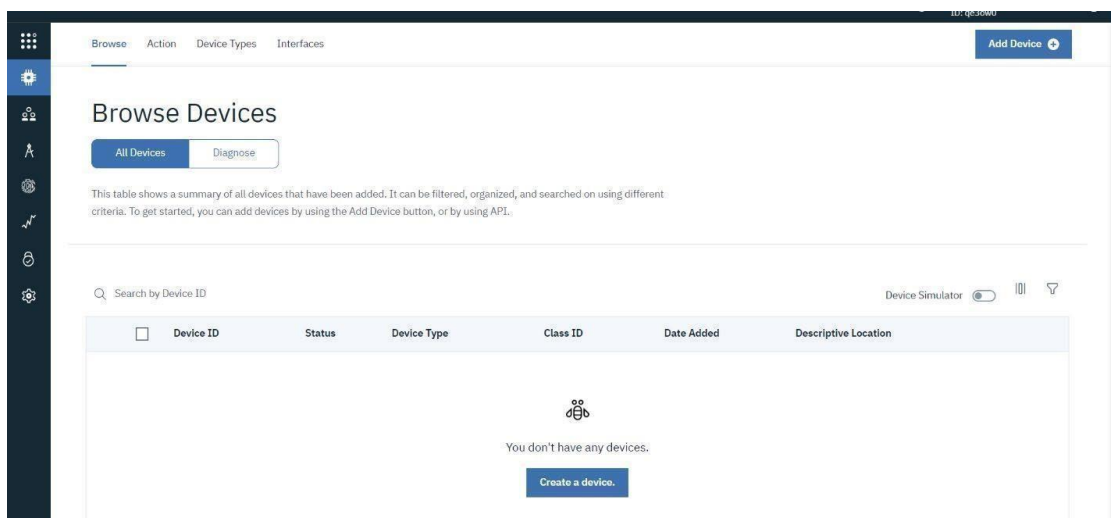 ID: qe3ow0
Browse Action Device Types Interfaces
Add Device
Browse Devices
All Devices Diagnose
This table shows a summary of all devices that have been added. It can be filtered, organized, and searched on using different
criteria. To get started, you can add devices by using the Add Device button, or by using API.
Search by Device ID
Device Simulator
Device ID Status Device Type Class ID Date Added Descriptive Location
You don't have any devices.
Create a device.